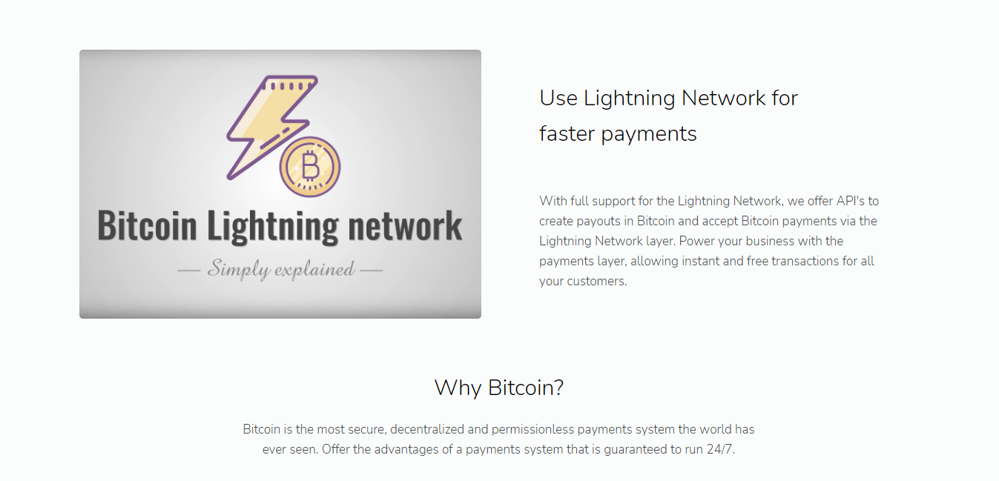 Bitcoin Lightning network
— Simply explained —
Use Lightning Network for
faster payments
With full support for the Lightning Network, we offer API's to
create payouts in Bitcoin and accept Bitcoin payments via the
Lightning Network layer. Power your business with the
payments layer, allowing instant and free transactions for all
your customers.
Why Bitcoin?
Bitcoin is the most secure, decentralized and permissionless payments system the world has
ever seen. Offer the advantages of a payments system that is guaranteed to run 24/7.